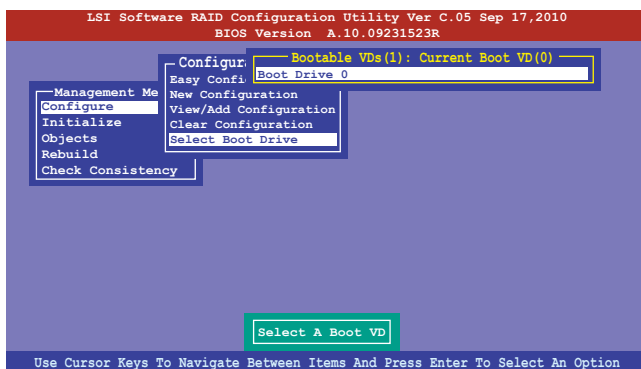 LSI Software RAID Configuration Utility Ver C.05 Sep 17,2010
BIOS Version A.10.09231523R
Bootable VDs(1): Current Boot VD(0)
Boot Drive 0
Configura
Easy Confi
New Configuration
View/Add Configuration
Clear Configuration
Select Boot Drive
Management Me
Configure
Initialize
Objects
Rebuild
Check Consistency
Select A Boot VD
Use Cursor Keys To Navigate Between Items And Press Enter To Select An Option